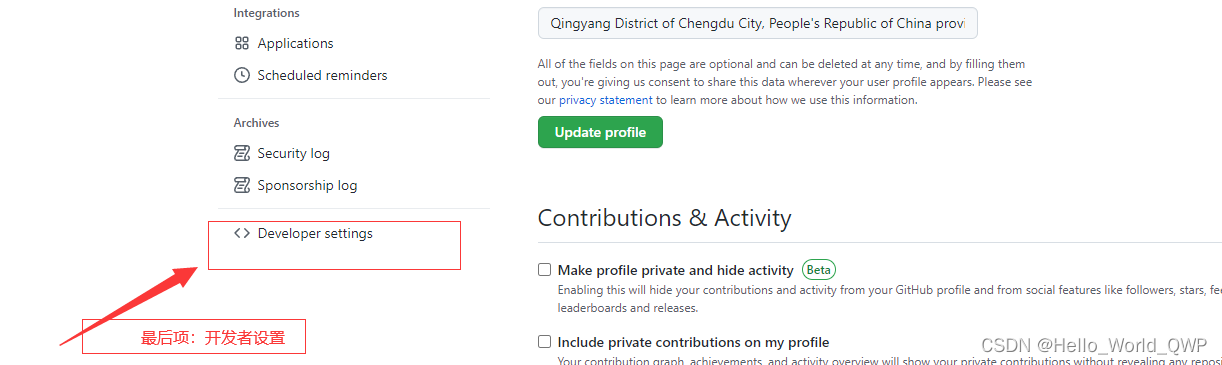 Integrations
Applications
Scheduled reminders
Archives
Security log
Sponsorship log
Developer settings
最后项：开发者设置
Qingyang District of Chengdu City, People's Republic of China provi
All of the fields on this page are optional and can be deleted at any time, and by filling them
out, you're giving us consent to share this data wherever your user profile appears. Please see
our privacy statement to learn more about how we use this information.
Update profile
Contributions & Activity
Make profile private and hide activity Beta
Enabling this will hide your contributions and activity from your GitHub profile and from social features like followers, stars, fee
leaderboards and releases.
Include private contributions on my profile
Your contribution graph, achievements, and activity overview will show your private contributions without revealing any reposi
CSDN @Hello_World_QWP